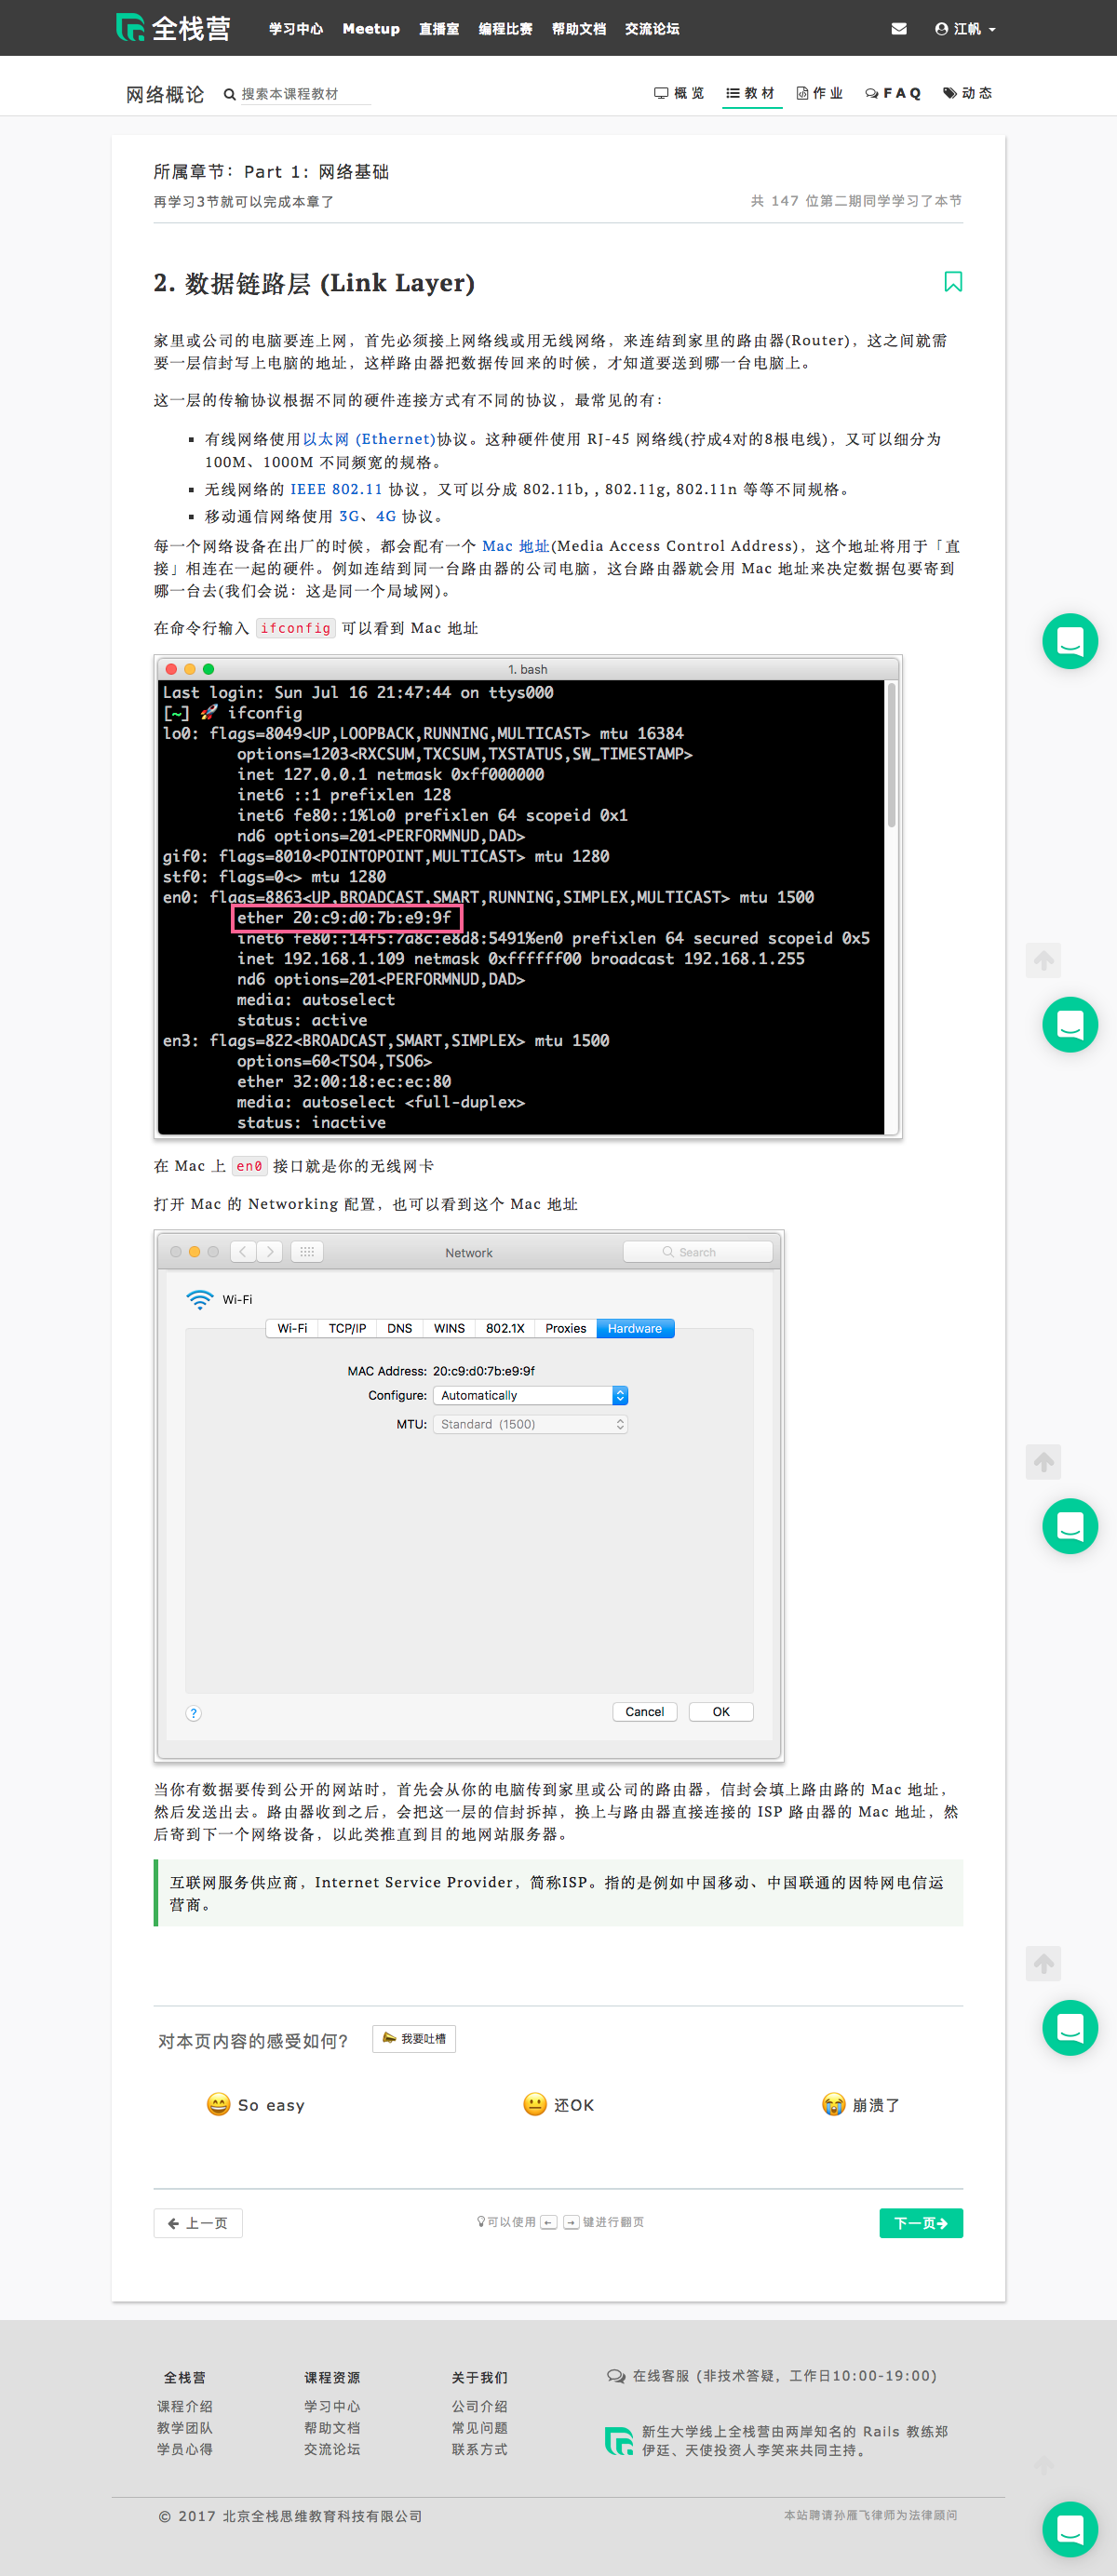 全栈营 学习中心 Meetup 直播室 编程比赛 帮助文档 交流论坛 江帆
网络概论 搜索本课程教材 概览 教材 作业 FAQ 动态
所属章节：Part 1: 网络基础
再学习3节就可以完成本章了 共 147 位第二期同学学习了本节
2. 数据链路层 (Link Layer)
家里或公司的电脑要连上网，首先必须接上网络线或用无线网络，来连结到家里的路由器(Router)，这之间就需
要一层信封写上电脑的地址，这样路由器把数据传回来的时候，才知道要送到哪一台电脑上。
这一层的传输协议根据不同的硬件连接方式有不同的协议，最常见的有：
▪ 有线网络使用以太网 (Ethernet)协议。这种硬件使用 RJ-45 网络线(拧成4对的8根电线)，又可以细分为
100M、1000M 不同频宽的规格。
▪ 无线网络的 IEEE 802.11 协议，又可以分成 802.11b, , 802.11g, 802.11n 等等不同规格。
▪ 移动通信网络使用 3G、4G 协议。
每一个网络设备在出厂的时候，都会配有一个 Mac 地址(Media Access Control Address)，这个地址将用于「直
接」相连在一起的硬件。例如连结到同一台路由器的公司电脑，这台路由器就会用 Mac 地址来决定数据包要寄到
哪一台去(我们会说：这是同一个局域网)。
在命令行输入 ifconfig 可以看到 Mac 地址
1. bash
Last login: Sun Jul 16 21:47:44 on ttys000
[~] 🚀 ifconfig
lo0: flags=8049<UP,LOOPBACK,RUNNING,MULTICAST> mtu 16384
options=1203<RXCSUM,TXCSUM,TXSTATUS,SW_TIMESTAMP>
inet 127.0.0.1 netmask 0xff000000
inet6 ::1 prefixlen 128
inet6 fe80::1%lo0 prefixlen 64 scopeid 0x1
nd6 options=201<PERFORMNUD,DAD>
gif0: flags=8010<POINTOPOINT,MULTICAST> mtu 1280
stf0: flags=0<> mtu 1280
en0: flags=8863<UP,BROADCAST,SMART,RUNNING,SIMPLEX,MULTICAST> mtu 1500
ether 20:c9:d0:7b:e9:9f
inet6 fe80::14f5:7a8c:e8d8:5491%en0 prefixlen 64 secured scopeid 0x5
inet 192.168.1.109 netmask 0xffffff00 broadcast 192.168.1.255
nd6 options=201<PERFORMNUD,DAD>
media: autoselect
status: active
en3: flags=822<BROADCAST,SMART,SIMPLEX> mtu 1500
options=60<TSO4,TSO6>
ether 32:00:18:ec:ec:80
media: autoselect <full-duplex>
status: inactive
在 Mac 上 en0 接口就是你的无线网卡
打开 Mac 的 Networking 配置，也可以看到这个 Mac 地址
Network Search
Wi-Fi
Wi-Fi TCP/IP DNS WINS 802.1X Proxies Hardware
MAC Address: 20:c9:d0:7b:e9:9f
Configure: Automatically
MTU: Standard (1500)
? Cancel OK
当你有数据要传到公开的网站时，首先会从你的电脑传到家里或公司的路由器，信封会填上路由路的 Mac 地址，
然后发送出去。路由器收到之后，会把这一层的信封拆掉，换上与路由器直接连接的 ISP 路由器的 Mac 地址，然
后寄到下一个网络设备，以此类推直到目的地网站服务器。
互联网服务供应商，Internet Service Provider，简称ISP。指的是例如中国移动、中国联通的因特网电信运
营商。
对本页内容的感受如何? 我要吐槽
😄 So easy 😐 还OK 😭 崩溃了
← 上一页 可以使用 ← → 键进行翻页 下一页→
全栈营 课程资源 关于我们 在线客服 (非技术答疑，工作日10:00-19:00)
课程介绍 学习中心 公司介绍
教学团队 帮助文档 常见问题
学员心得 交流论坛 联系方式
新生大学线上全栈营由两岸知名的 Rails 教练郑
伊廷、天使投资人李笑来共同主持。
© 2017 北京全栈思维教育科技有限公司 本站聘请孙雁飞律师为法律顾问